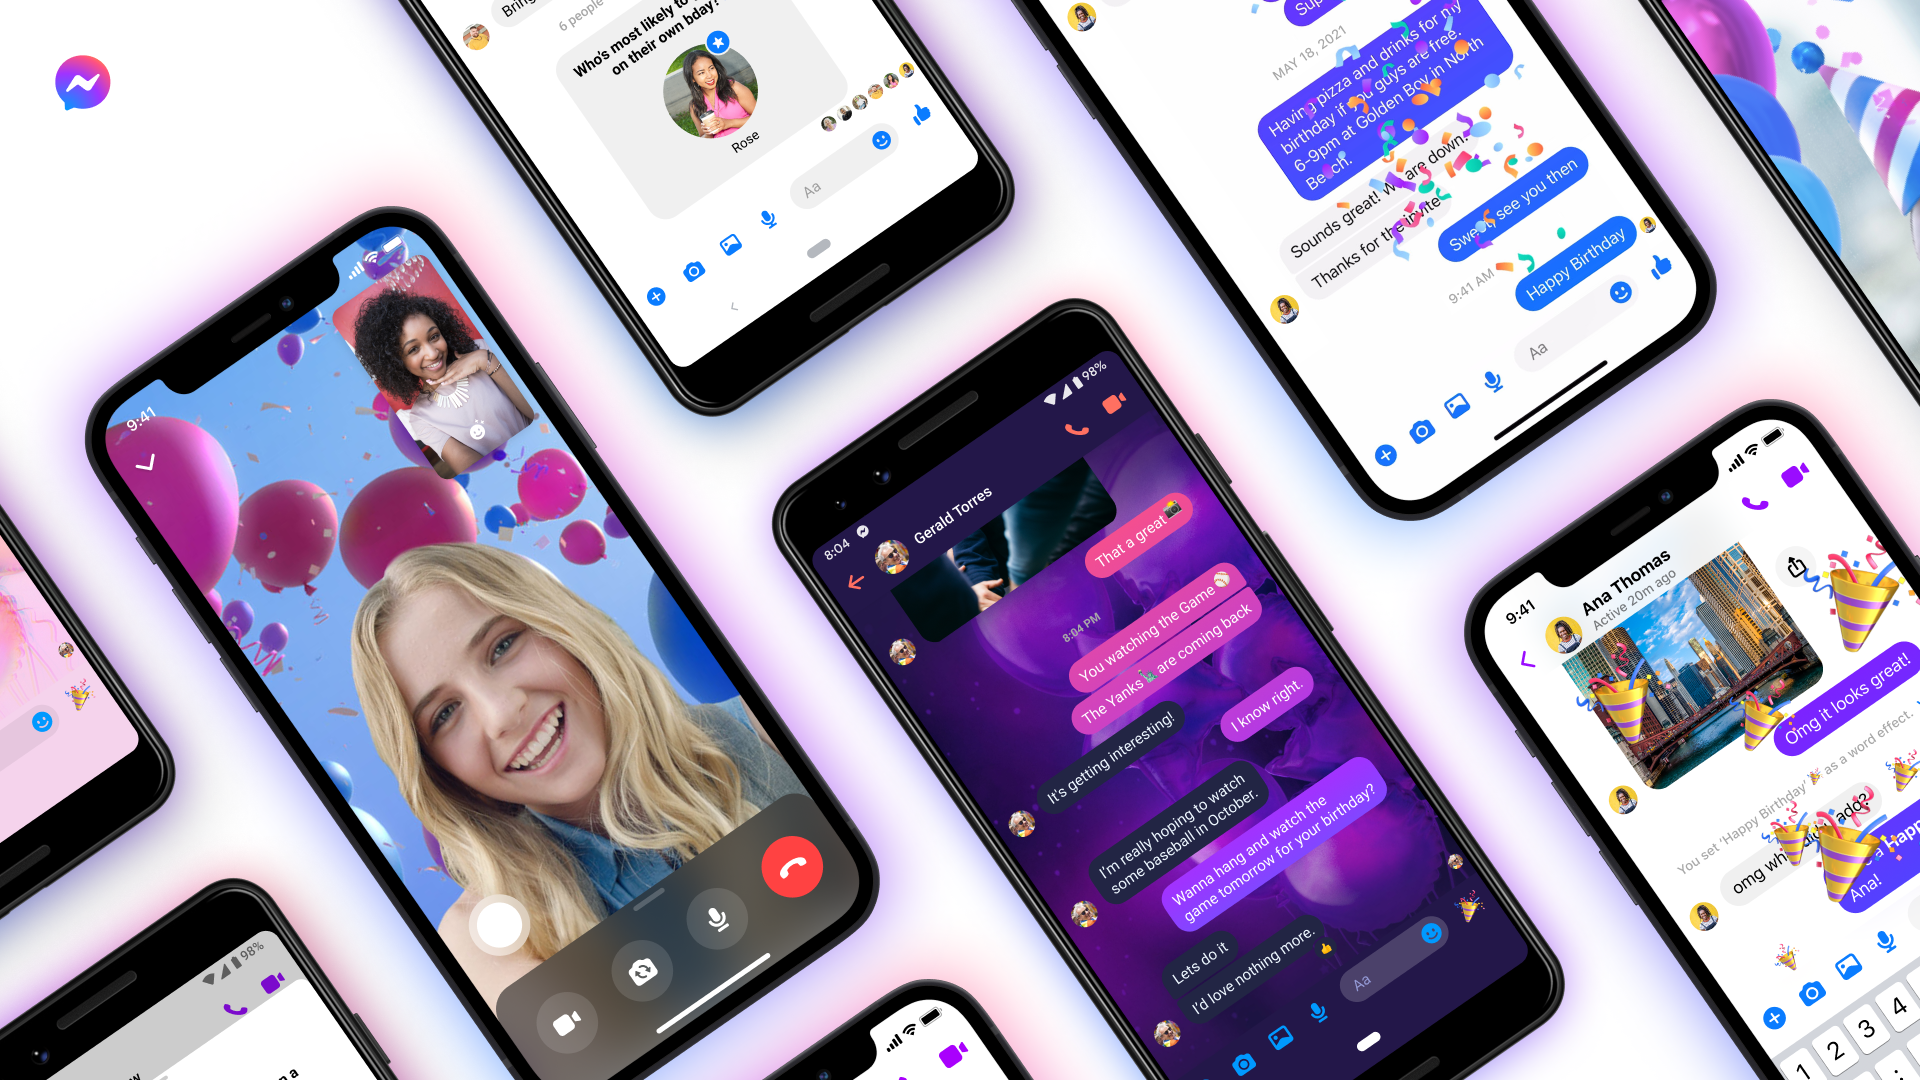 Bring
6 people
Who's most likely to
on their own bday?
Rose
Aa
9:41
8:04
98%
Gerald Torres
That a great📸
8:04 PM
You watching the Game ⚾
The Yanks 🗽 are coming back
I know right.
It's getting interesting!
I'm really hoping to watch
some baseball in October.
Wanna hang and watch the
game tomorrow for your birthday?
Lets do it
I'd love nothing more.
Aa
MAY 18, 2021
Having pizza and drinks for my
birthday if you guys are free.
6-9pm at Golden Boy in North
Beach.
Sounds great! We are down.
Thanks for the invite
Sweet, see you then
9:41 AM
Happy Birthday
Aa
9:41
Ana Thomas
Active 20m ago
Omg it looks great!
You set 'Happy Birthday' 🎉 as a word effect.
omg wh
Happ
Ana!
1 2 3 4
98%